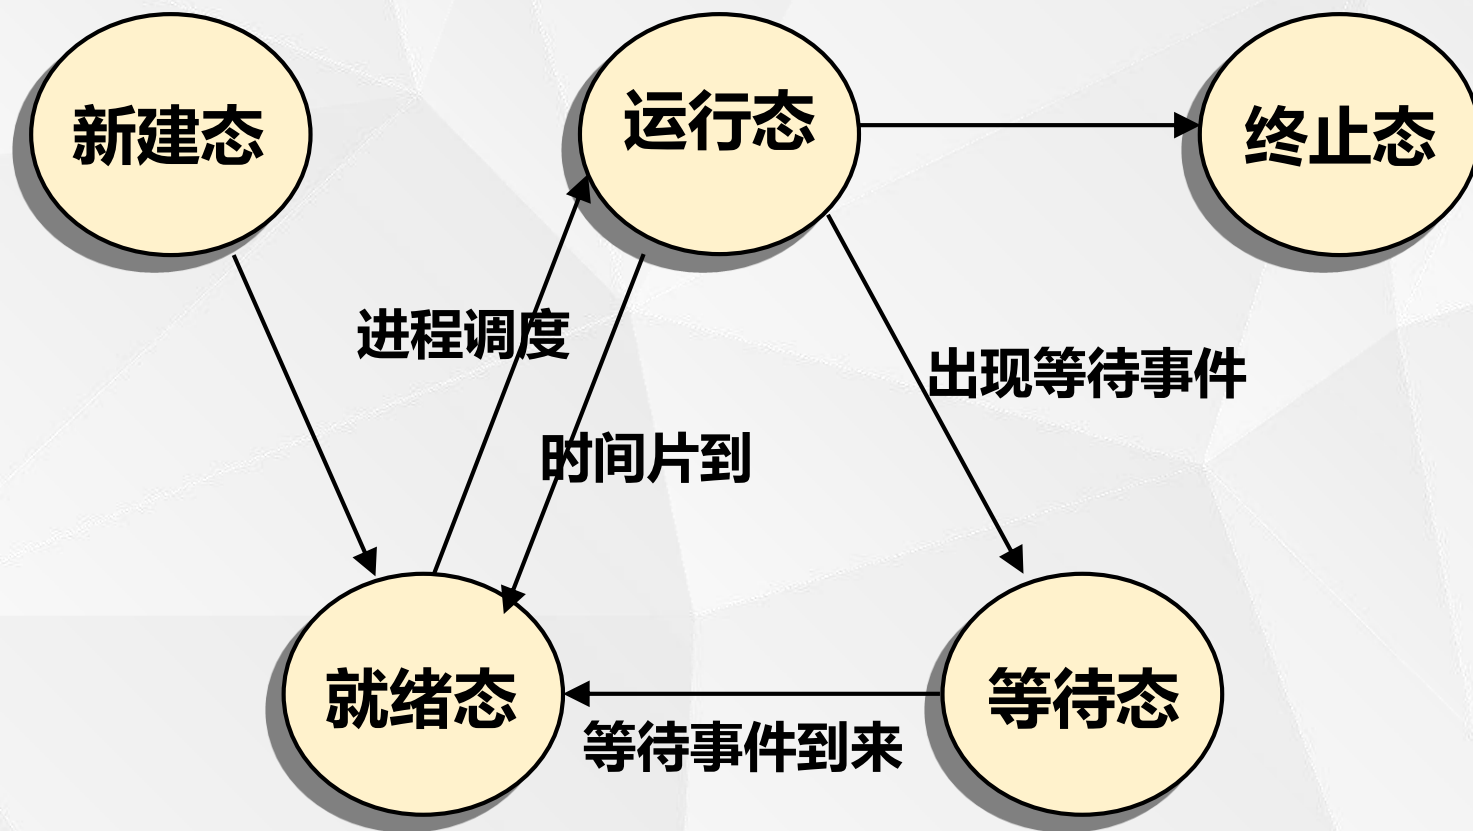 新建态
运行态
终止态
进程调度
出现等待事件
时间片到
就绪态
等待态
等待事件到来